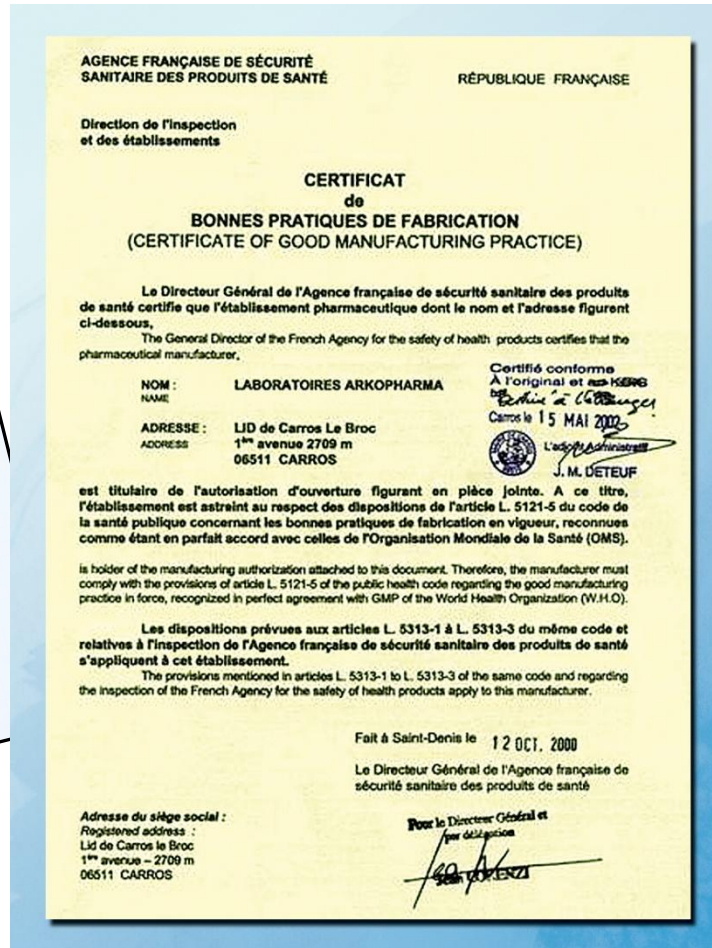 AGENCE FRANÇAISE DE SÉCURITÉ
SANITAIRE DES PRODUITS DE SANTÉ
RÉPUBLIQUE FRANÇAISE
Direction de l'inspection
et des établissements
CERTIFICAT
de
BONNES PRATIQUES DE FABRICATION
(CERTIFICATE OF GOOD MANUFACTURING PRACTICE)
Le Directeur Général de l'Agence française de sécurité sanitaire des produits
de santé certifie que l'établissement pharmaceutique dont le nom et l'adresse figurent
ci-dessous,
The General Director of the French Agency for the safety of health products certifies that the
pharmaceutical manufacturer,
NOM :
NAME
LABORATOIRES ARKOPHARMA
ADRESSE :
ADDRESS
LID de Carros Le Broc
1ère avenue 2709 m
06511 CARROS
Certifié conforme
A l'original et
à l'étranger
Carros le 15 MAI 2002
L'adjoint Administratif
J. M. DETEUF
est titulaire de l'autorisation d'ouverture figurant en pièce jointe. A ce titre,
l'établissement est astreint au respect des dispositions de l'article L. 5121-5 du code de
la santé publique concernant les bonnes pratiques de fabrication en vigueur, reconnues
comme étant en parfait accord avec celles de l'Organisation Mondiale de la Santé (OMS).
is holder of the manufacturing authorization attached to this document. Therefore, the manufacturer must
comply with the provisions of article L. 5121-5 of the public health code regarding the good manufacturing
practice in force, recognized in perfect agreement with GMP of the World Health Organization (W.H.O).
Les dispositions prévues aux articles L. 5313-1 à L. 5313-3 du même code et
relatives à l'inspection de l'Agence française de sécurité sanitaire des produits de santé
s'appliquent à cet établissement.
The provisions mentioned in articles L. 5313-1 to L. 5313-3 of the same code and regarding
the inspection of the French Agency for the safety of health products apply to this manufacturer.
Fait à Saint-Denis le 12 OCT. 2000
Le Directeur Général de l'Agence française de
sécurité sanitaire des produits de santé
Pour le Directeur Général et
par délégation
Adresse du siège social :
Registered address :
Lid de Carros le Broc
1ère avenue – 2709 m
06511 CARROS